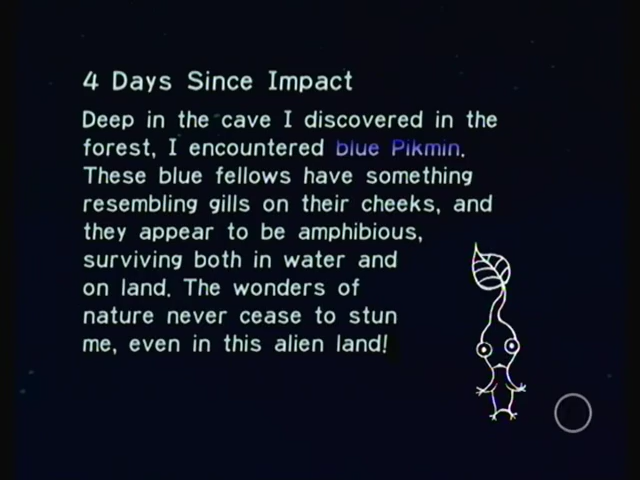 4 Days Since Impact
Deep in the cave I discovered in the
forest, I encountered blue Pikmin.
These blue fellows have something
resembling gills on their cheeks, and
they appear to be amphibious,
surviving both in water and
on land. The wonders of
nature never cease to stun
me, even in this alien land!